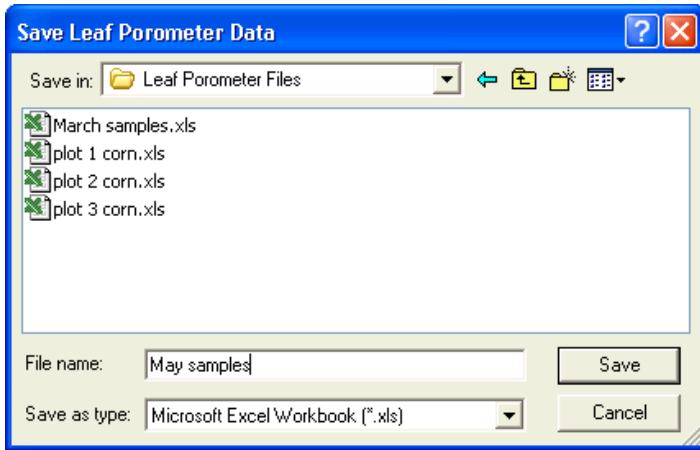 Save Leaf Porometer Data
Save in: Leaf Porometer Files
March samples.xls
plot 1 corn.xls
plot 2 corn.xls
plot 3 corn.xls
File name: May samples Save
Save as type: Microsoft Excel Workbook (*.xls) Cancel